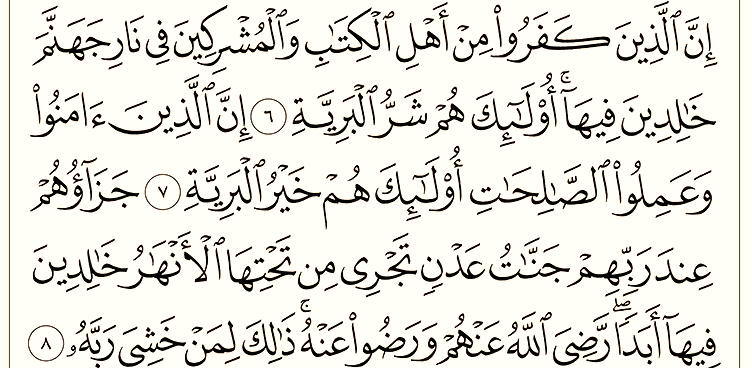 إِنَّ ٱلَّذِينَ كَفَرُواْ مِنْ أَهْلِ ٱلْكِتَٰبِ وَٱلْمُشْرِكِينَ فِى نَارِ جَهَنَّمَ
خَٰلِدِينَ فِيهَآۚ أُوْلَٰٓئِكَ هُمْ شَرُّ ٱلْبَرِيَّةِ ٦ إِنَّ ٱلَّذِينَ ءَامَنُواْ
وَعَمِلُواْ ٱلصَّٰلِحَٰتِ أُوْلَٰٓئِكَ هُمْ خَيْرُ ٱلْبَرِيَّةِ ٧ جَزَآؤُهُمْ
عِندَ رَبِّهِمْ جَنَّٰتُ عَدْنٍ تَجْرِى مِن تَحْتِهَا ٱلْأَنْهَٰرُ خَٰلِدِينَ
فِيهَآ أَبَدًاۖ رَّضِىَ ٱللَّهُ عَنْهُمْ وَرَضُواْ عَنْهُۚ ذَٰلِكَ لِمَنْ خَشِىَ رَبَّهُۥ ٨